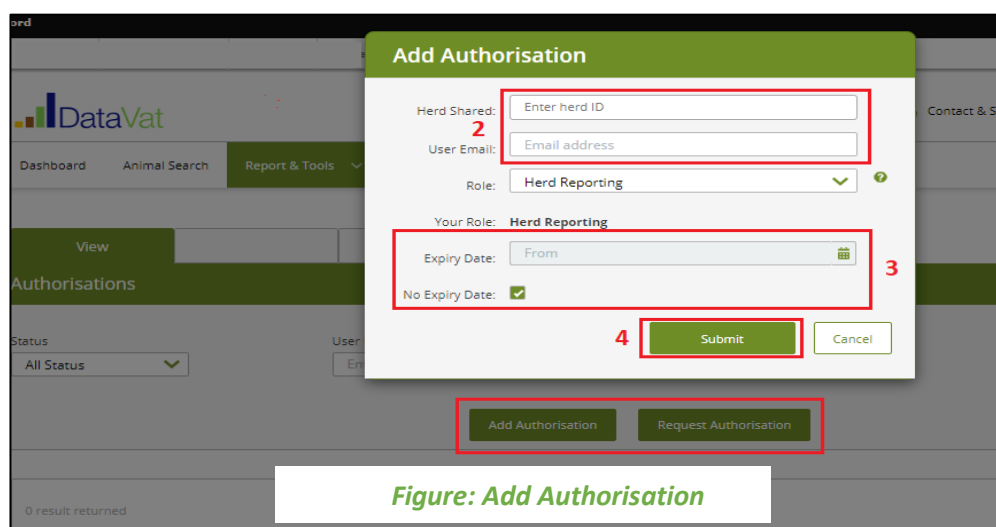 ord
Add Authorisation
Herd Shared: Enter herd ID
2
User Email: Email address
Role: Herd Reporting
Your Role: Herd Reporting
Expiry Date: From
3
No Expiry Date:
4 Submit Cancel
DataVat
Contact & S
Dashboard Animal Search Report & Tools
View
Authorisations
Status User
All Status En
Add Authorisation Request Authorisation
Figure: Add Authorisation
0 result returned